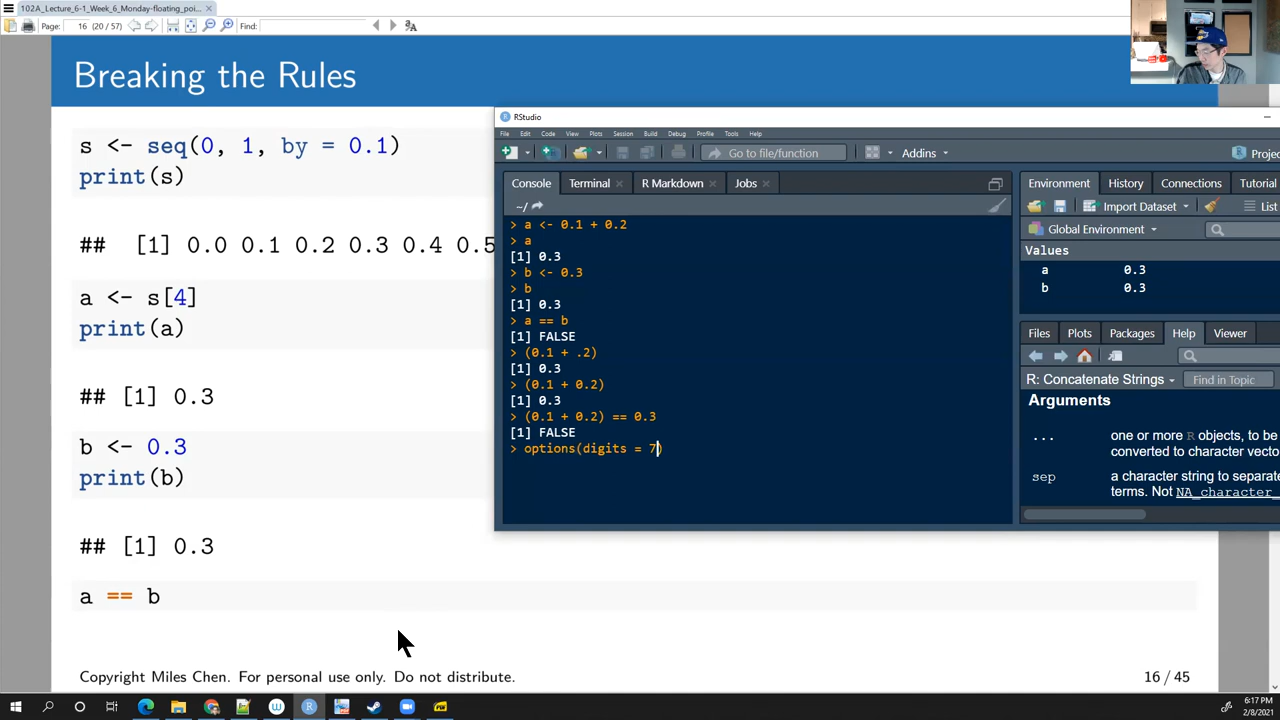 102A_Lecture_6-1_Week_6_Monday-floating_poi...
Page: 16 (20 / 57) Find:
Breaking the Rules
s <- seq(0, 1, by = 0.1)
print(s)
## [1] 0.0 0.1 0.2 0.3 0.4 0.5
a <- s[4]
print(a)
## [1] 0.3
b <- 0.3
print(b)
## [1] 0.3
a == b
Copyright Miles Chen. For personal use only. Do not distribute.
16 / 45
RStudio
File Edit Code View Plots Session Build Debug Profile Tools Help
Go to file/function Addins Projec
Console Terminal R Markdown Jobs
~/
> a <- 0.1 + 0.2
> a
[1] 0.3
> b <- 0.3
> b
[1] 0.3
> a == b
[1] FALSE
> (0.1 + .2)
[1] 0.3
> (0.1 + 0.2)
[1] 0.3
> (0.1 + 0.2) == 0.3
[1] FALSE
> options(digits = 7)
Environment History Connections Tutorial
Import Dataset List
Global Environment
Values
a 0.3
b 0.3
Files Plots Packages Help Viewer
R: Concatenate Strings Find in Topic
Arguments
... one or more R objects, to be
converted to character vecto
sep a character string to separate
terms. Not NA_character_
6:17 PM
2/8/2021